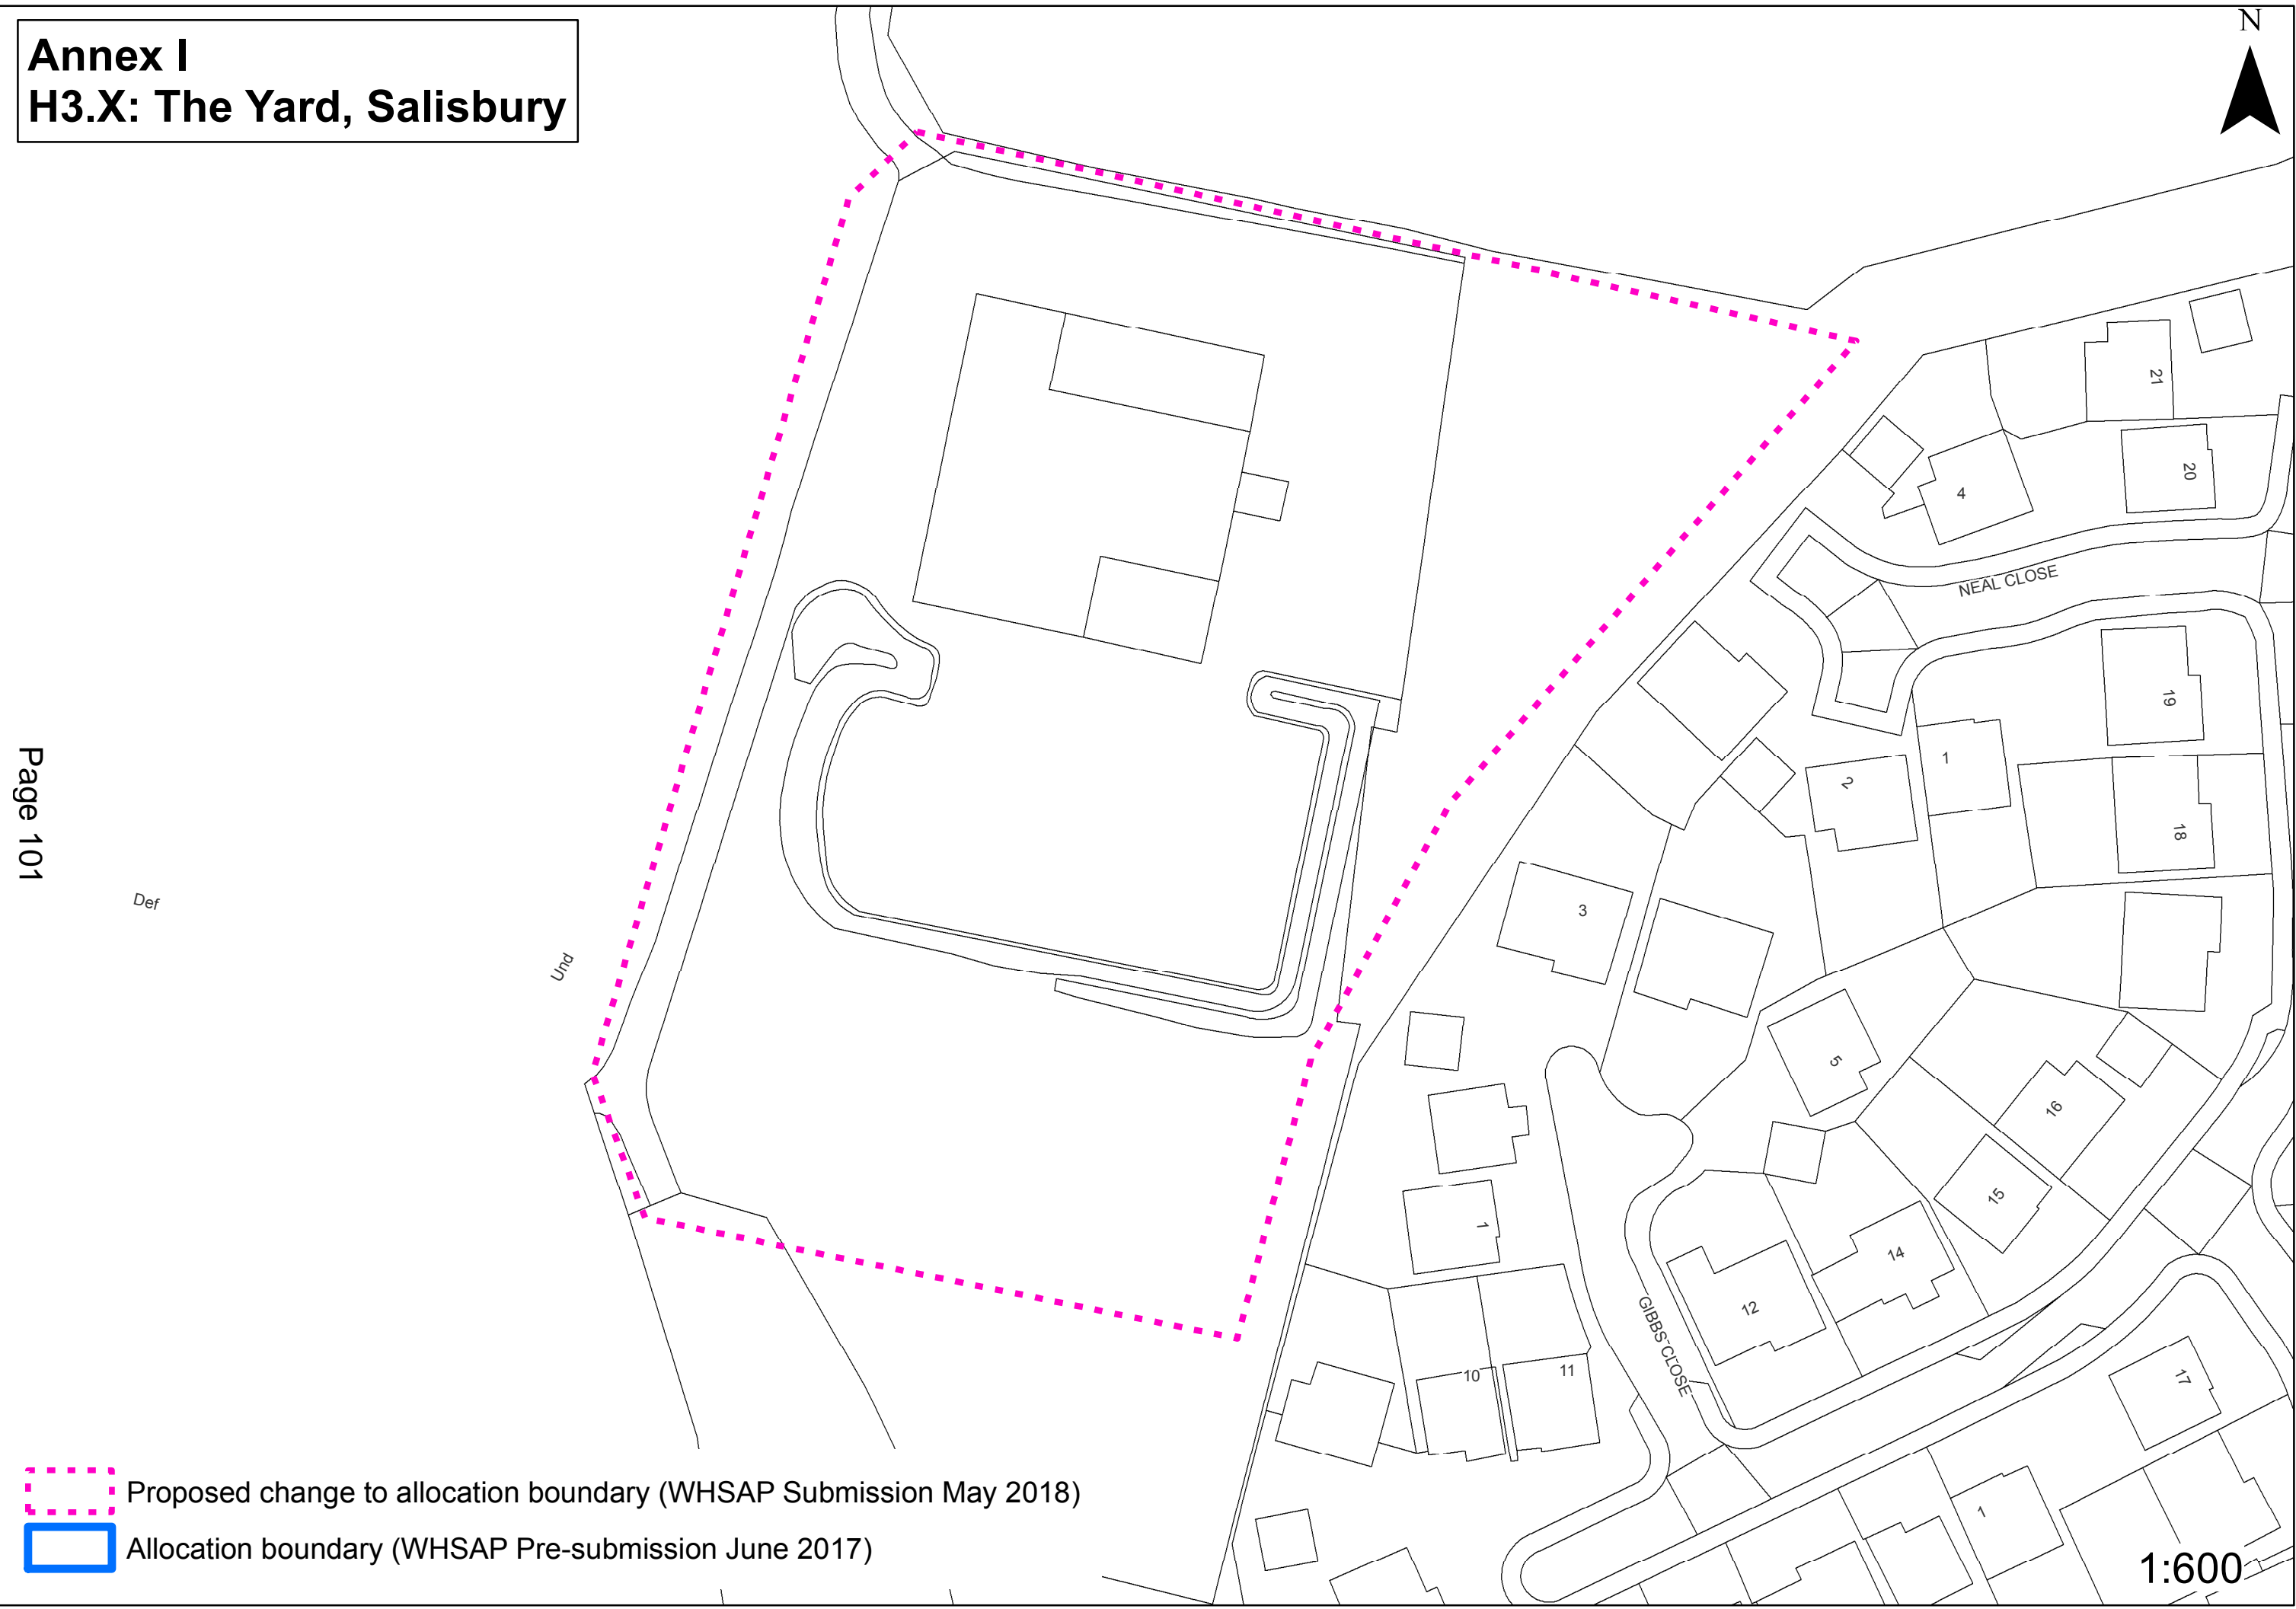 Annex I
H3.X: The Yard, Salisbury
N
21
20
4
NEAL CLOSE
19
1
2
18
3
Page 101
Def
Und
5
16
15
1
14
12
GIBBS CLOSE
10
11
17
1
Proposed change to allocation boundary (WHSAP Submission May 2018)
Allocation boundary (WHSAP Pre-submission June 2017)
1:600